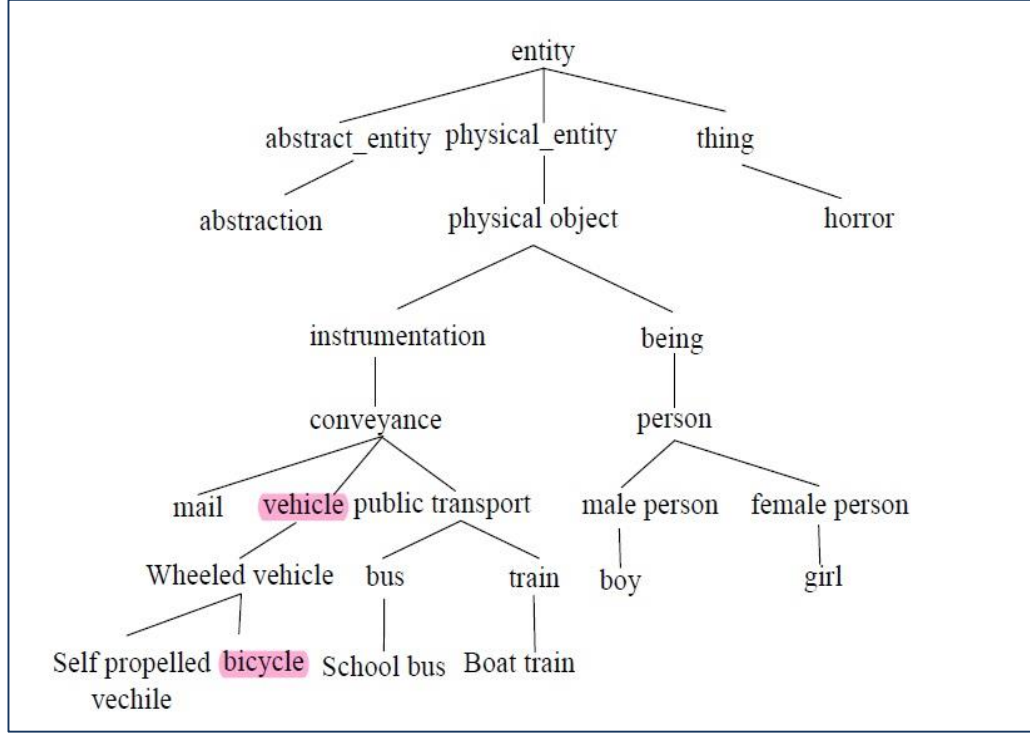 entity
abstract_entity physical_entity thing
abstraction physical object horror
instrumentation being
conveyance person
mail vehicle public transport male person female person
Wheeled vehicle bus train boy girl
Self propelled bicycle School bus Boat train
vechile